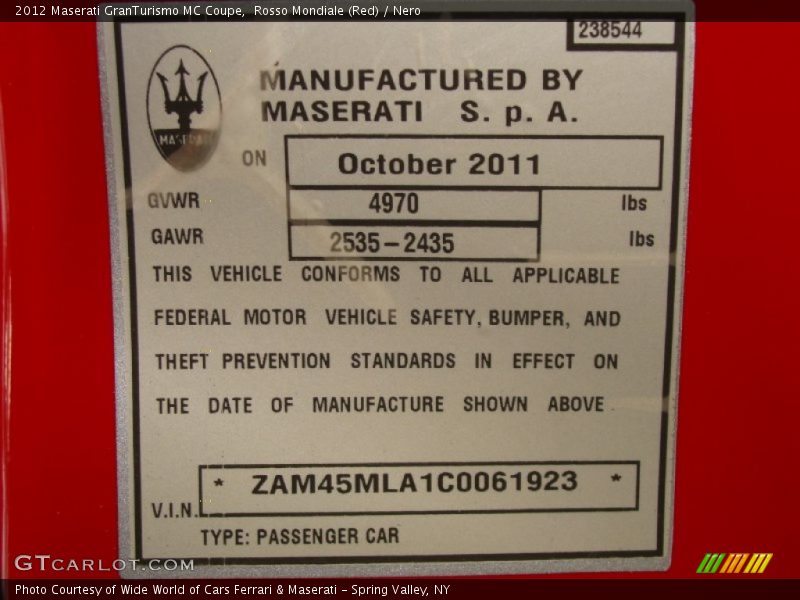 2012 Maserati GranTurismo MC Coupe, Rosso Mondiale (Red) / Nero
238544
MASERATI
MANUFACTURED BY
MASERATI S. p. A.
ON October 2011
GVWR 4970 lbs
GAWR 2535-2435 lbs
THIS VEHICLE CONFORMS TO ALL APPLICABLE
FEDERAL MOTOR VEHICLE SAFETY, BUMPER, AND
THEFT PREVENTION STANDARDS IN EFFECT ON
THE DATE OF MANUFACTURE SHOWN ABOVE.
V.I.N. * ZAM45MLA1C0061923 *
TYPE: PASSENGER CAR
GTcarlot.com
Photo Courtesy of Wide World of Cars Ferrari & Maserati - Spring Valley, NY